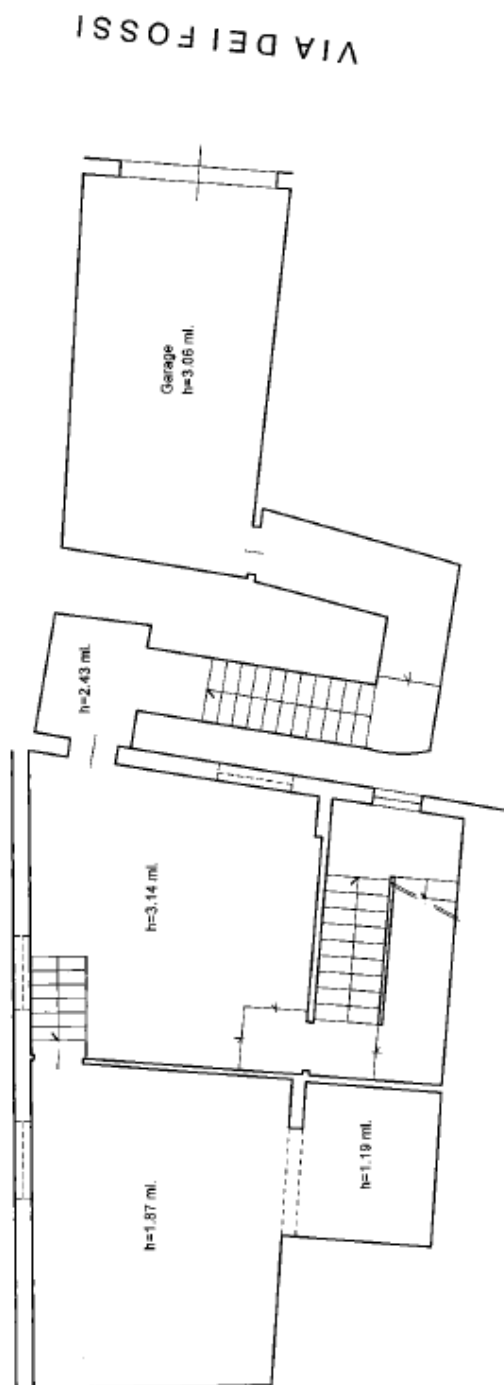 VIA DEI FOSSI
Garage
h=3.06 ml.
h=2.43 ml.
h=3.14 ml.
h=1.87 ml.
h=1.19 ml.